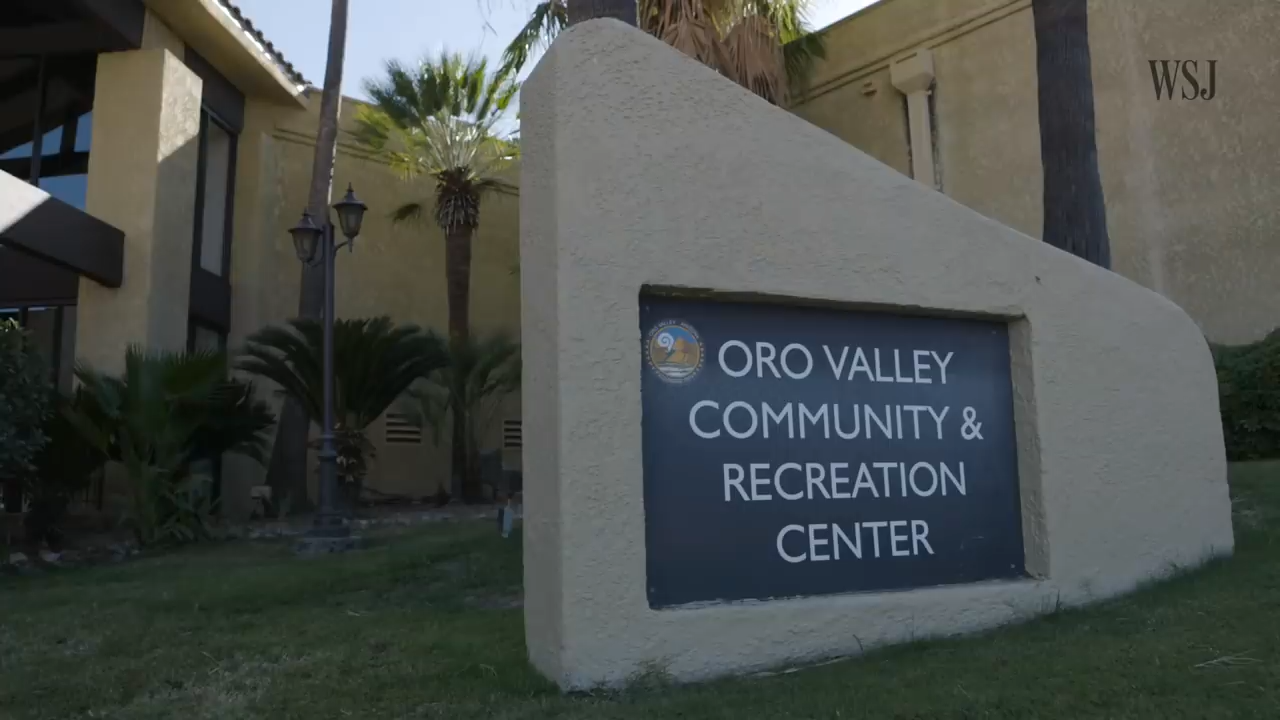 WSJ
ORO VALLEY
COMMUNITY &
RECREATION
CENTER